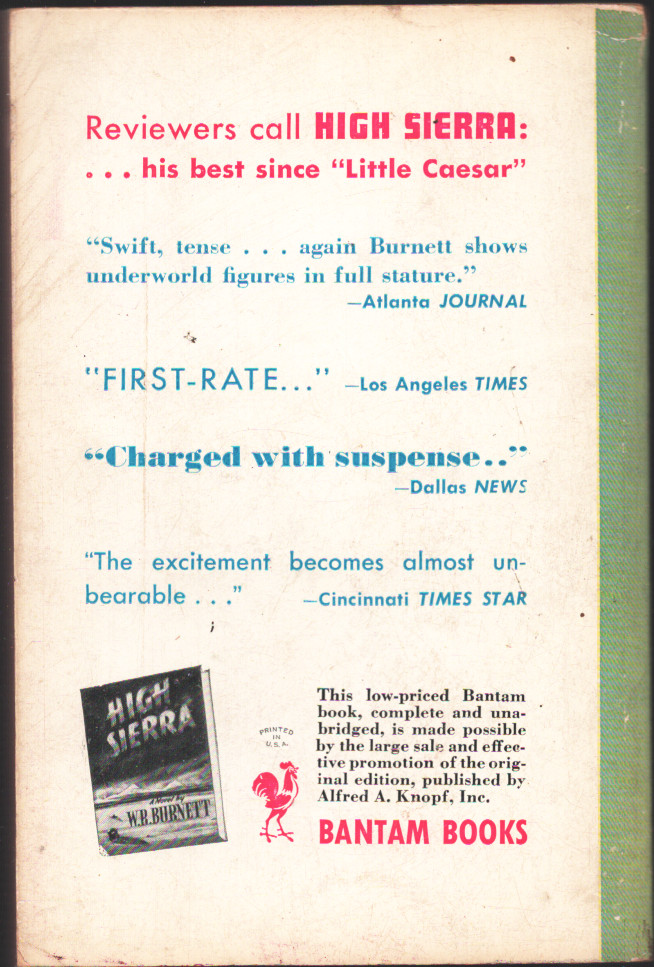 Reviewers call HIGH SIERRA:
. . . his best since "Little Caesar"
"Swift, tense . . . again Burnett shows
underworld figures in full stature."
—Atlanta JOURNAL
"FIRST-RATE..." —Los Angeles TIMES
"Charged with suspense.."
—Dallas NEWS
"The excitement becomes almost un-
bearable . . ." —Cincinnati TIMES STAR
HIGH
SIERRA
A Novel by
W.R. BURNETT
PRINTED
IN
U.S.A.
This low-priced Bantam
book, complete and una-
bridged, is made possible
by the large sale and effec-
tive promotion of the orig-
inal edition, published by
Alfred A. Knopf, Inc.
BANTAM BOOKS